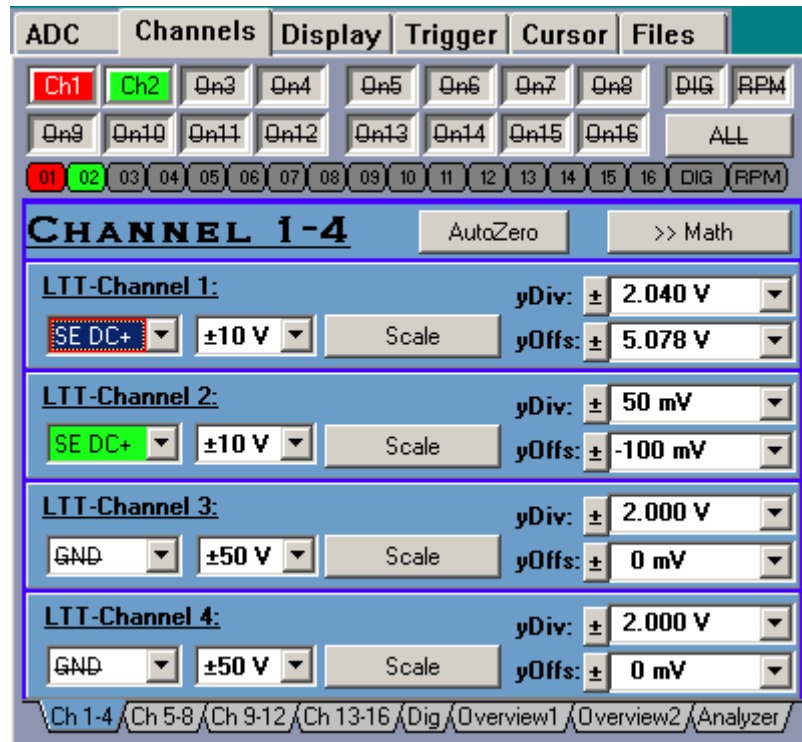 ADC Channels Display Trigger Cursor Files
Ch1 Ch2 On3 On4 On5 On6 On7 On8 DIG RPM
On9 On10 On11 On12 On13 On14 On15 On16 ALL
01 02 03 04 05 06 07 08 09 10 11 12 13 14 15 16 DIG RPM
CHANNEL 1-4 AutoZero >> Math
LTT-Channel 1:
yDiv: ± 2.040 V
SE DC+ ±10 V Scale
yOffs: ± 5.078 V
LTT-Channel 2:
yDiv: ± 50 mV
SE DC+ ±10 V Scale
yOffs: ± -100 mV
LTT-Channel 3:
yDiv: ± 2.000 V
GND ±50 V Scale
yOffs: ± 0 mV
LTT-Channel 4:
yDiv: ± 2.000 V
GND ±50 V Scale
yOffs: ± 0 mV
Ch 1-4 Ch 5-8 Ch 9-12 Ch 13-16 Dig Overview1 Overview2 Analyzer